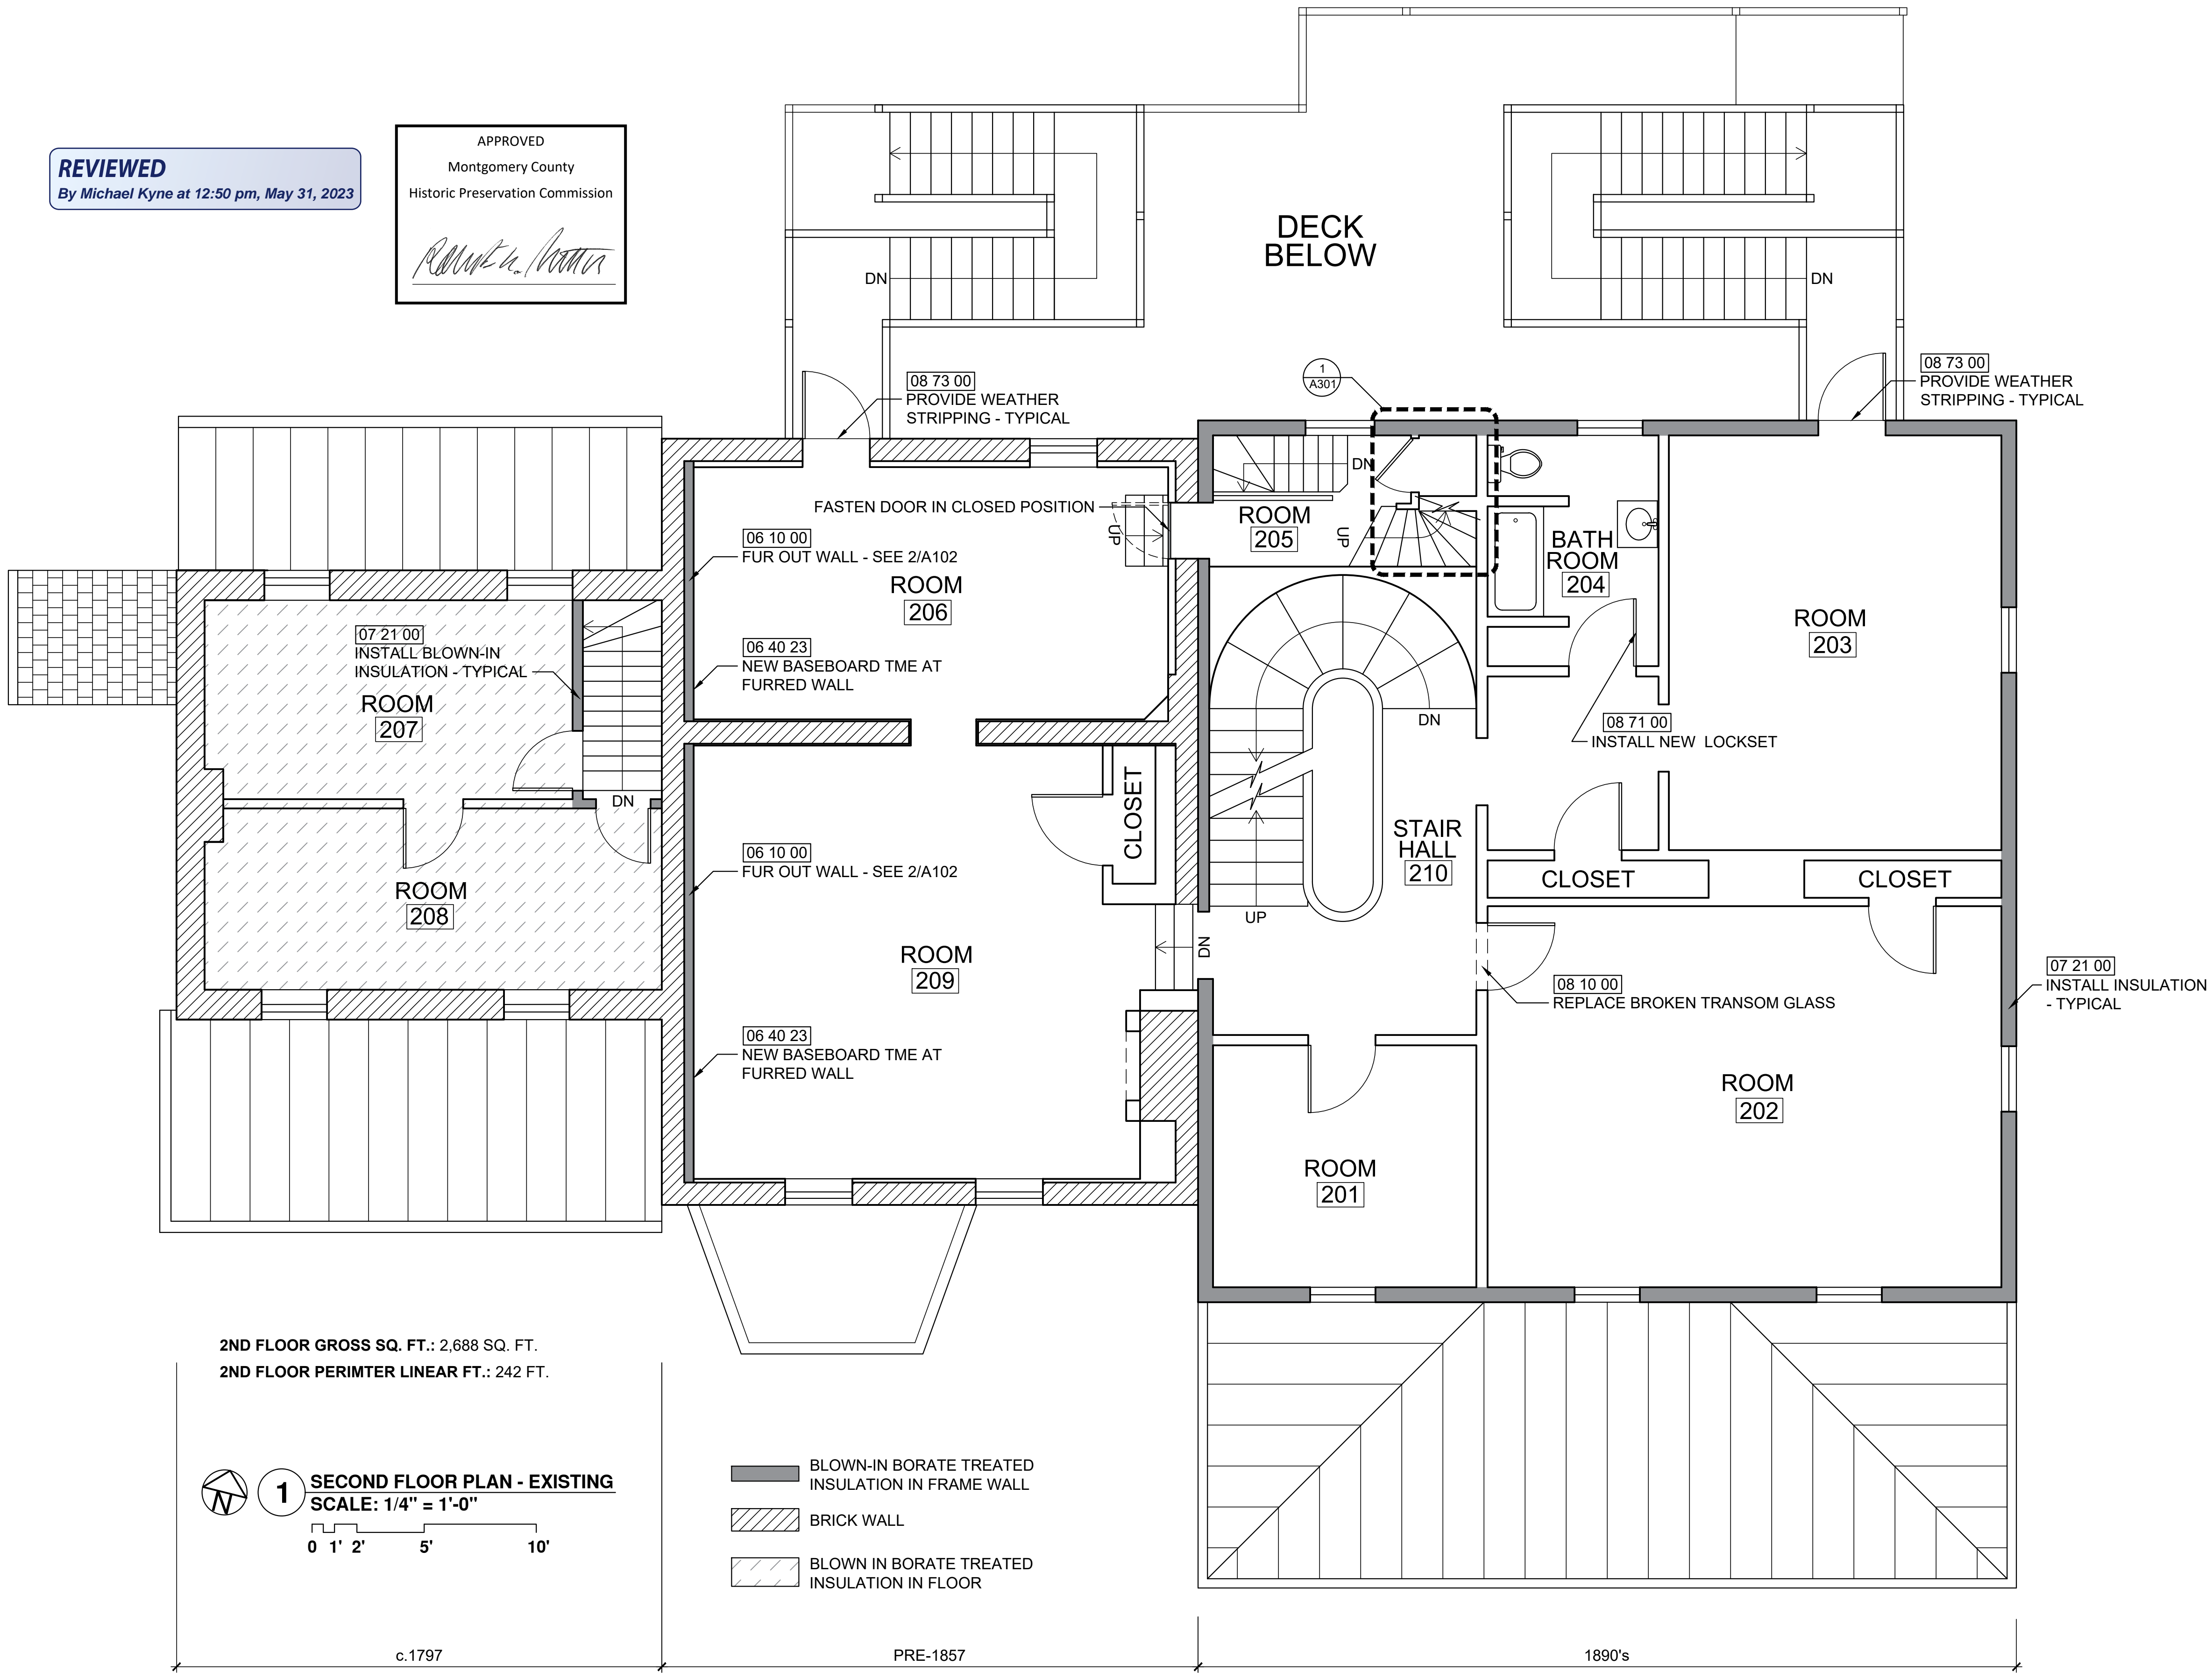 REVIEWED
By Michael Kyne at 12:50 pm, May 31, 2023
APPROVED
Montgomery County
Historic Preservation Commission
DECK
BELOW
DN
DN
08 73 00
PROVIDE WEATHER
STRIPPING - TYPICAL
1
A301
08 73 00
PROVIDE WEATHER
STRIPPING - TYPICAL
FASTEN DOOR IN CLOSED POSITION
UP
06 10 00
FUR OUT WALL - SEE 2/A102
ROOM
206
06 40 23
NEW BASEBOARD TME AT
FURRED WALL
DN
ROOM
205
UP
BATH
ROOM
204
ROOM
203
07 21 00
INSTALL BLOWN-IN
INSULATION - TYPICAL
ROOM
207
DN
ROOM
208
DN
08 71 00
INSTALL NEW LOCKSET
CLOSET
06 10 00
FUR OUT WALL - SEE 2/A102
STAIR
HALL
210
UP
CLOSET
CLOSET
ROOM
209
DN
08 10 00
REPLACE BROKEN TRANSOM GLASS
07 21 00
INSTALL INSULATION
- TYPICAL
06 40 23
NEW BASEBOARD TME AT
FURRED WALL
ROOM
202
ROOM
201
2ND FLOOR GROSS SQ. FT.: 2,688 SQ. FT.
2ND FLOOR PERIMTER LINEAR FT.: 242 FT.
N
1
SECOND FLOOR PLAN - EXISTING
SCALE: 1/4" = 1'-0"
0 1' 2' 5' 10'
BLOWN-IN BORATE TREATED
INSULATION IN FRAME WALL
BRICK WALL
BLOWN IN BORATE TREATED
INSULATION IN FLOOR
c.1797
PRE-1857
1890's